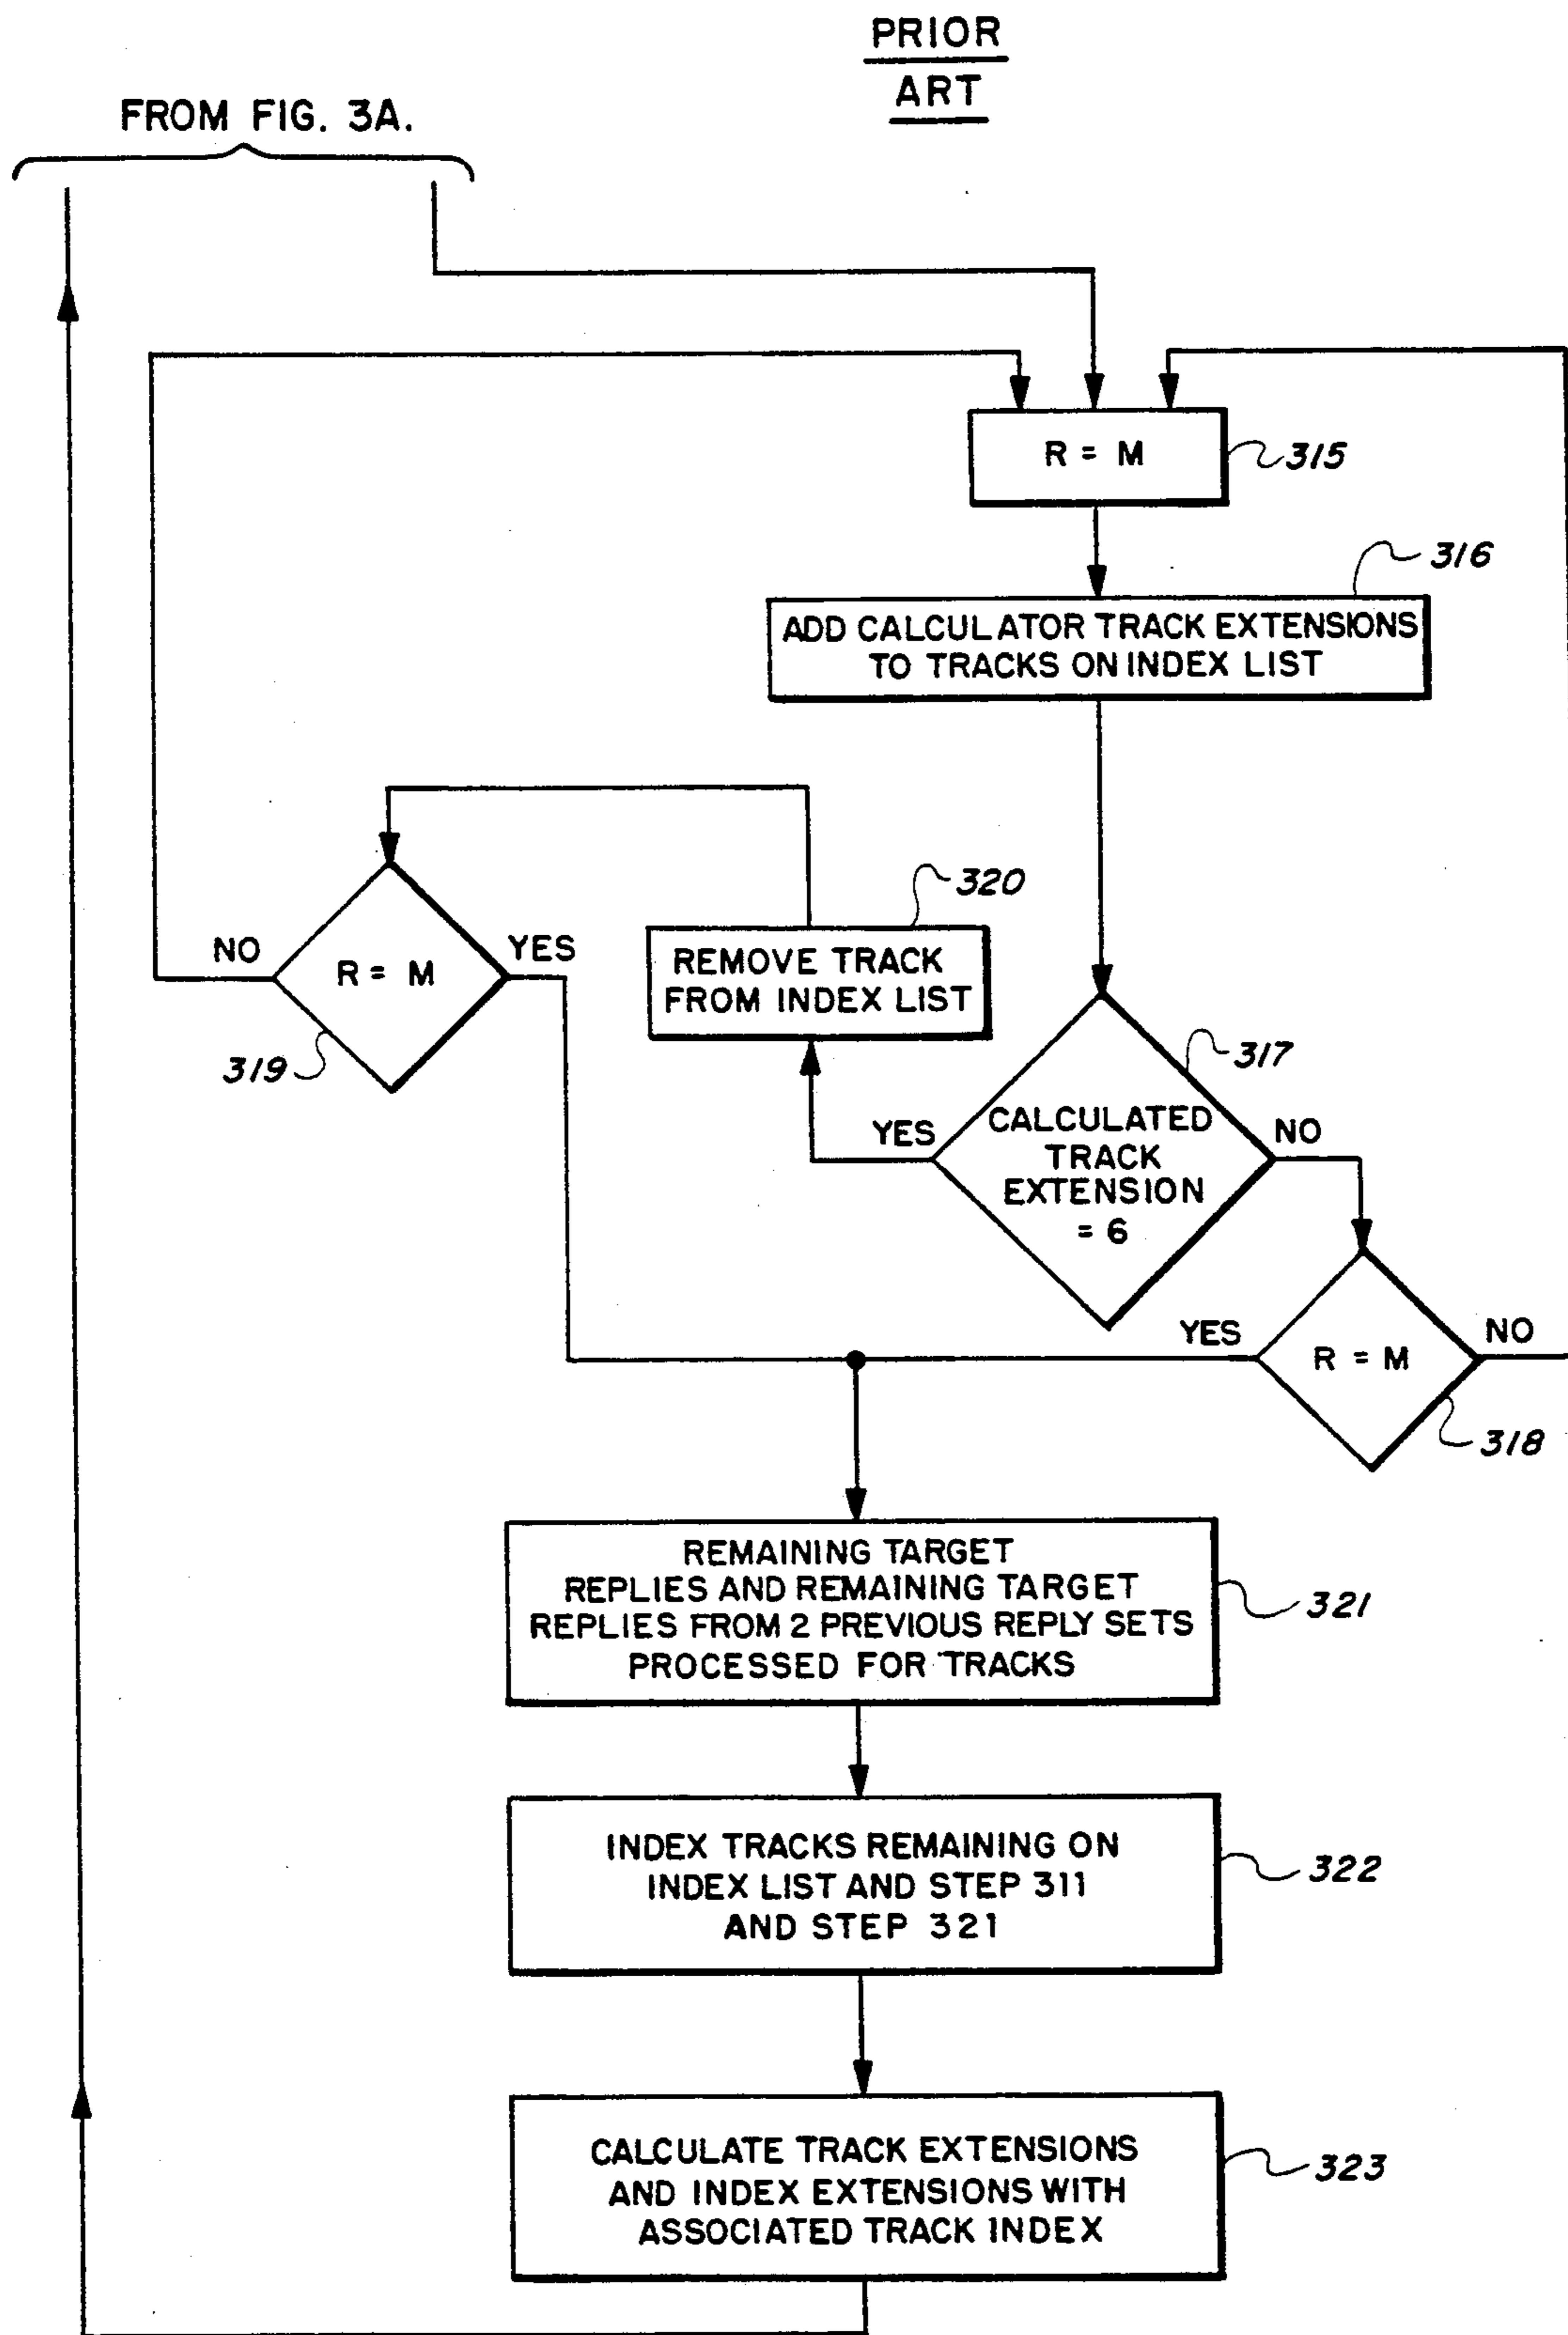 PRIOR
ART
FROM FIG. 3A.
R = M
315
316
ADD CALCULATOR TRACK EXTENSIONS
TO TRACKS ON INDEX LIST
320
REMOVE TRACK
FROM INDEX LIST
NO
R = M
YES
319
317
YES
CALCULATED
TRACK
EXTENSION
= 6
NO
YES
R = M
NO
318
REMAINING TARGET
REPLIES AND REMAINING TARGET
REPLIES FROM 2 PREVIOUS REPLY SETS
PROCESSED FOR TRACKS
321
INDEX TRACKS REMAINING ON
INDEX LIST AND STEP 311
AND STEP 321
322
CALCULATE TRACK EXTENSIONS
AND INDEX EXTENSIONS WITH
ASSOCIATED TRACK INDEX
323